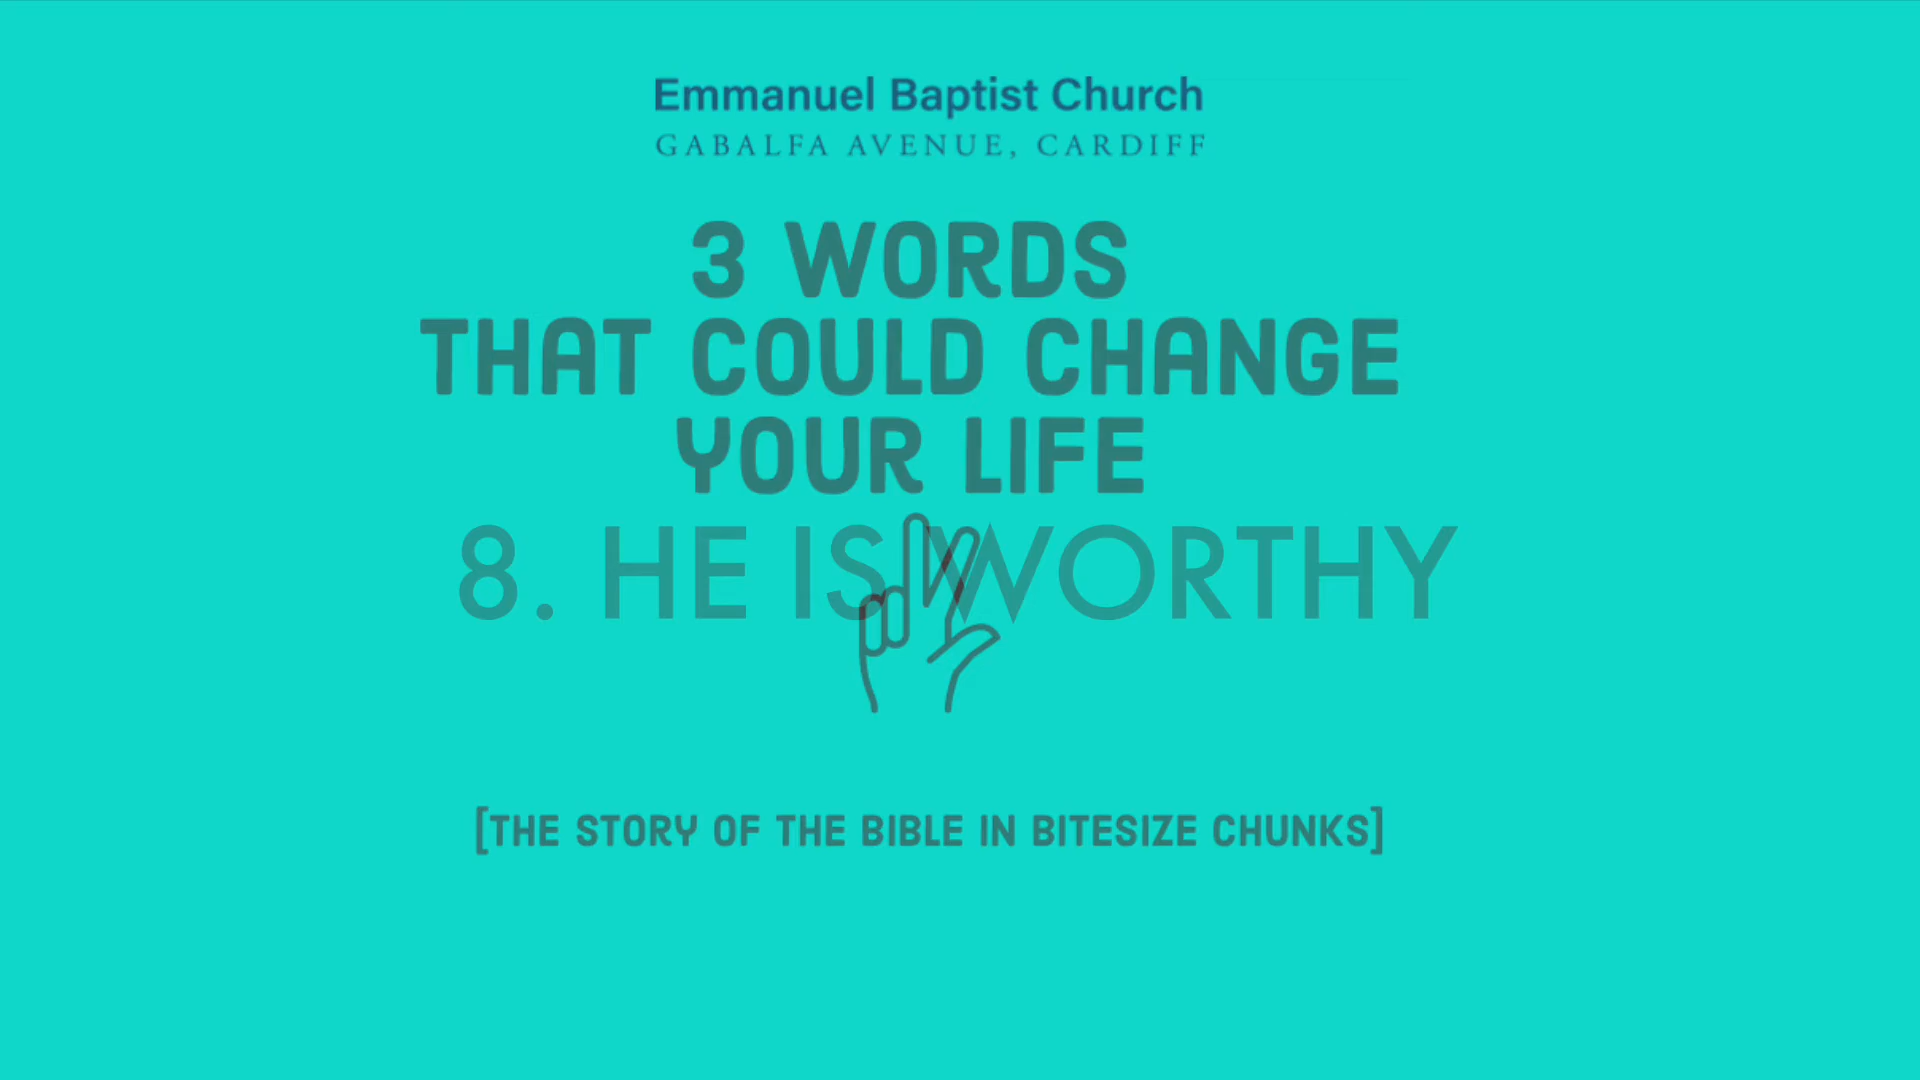 Emmanuel Baptist Church
GABALFA AVENUE, CARDIFF
3 WORDS
THAT COULD CHANGE
YOUR LIFE
8. HE IS WORTHY
[THE STORY OF THE BIBLE IN BITESIZE CHUNKS]